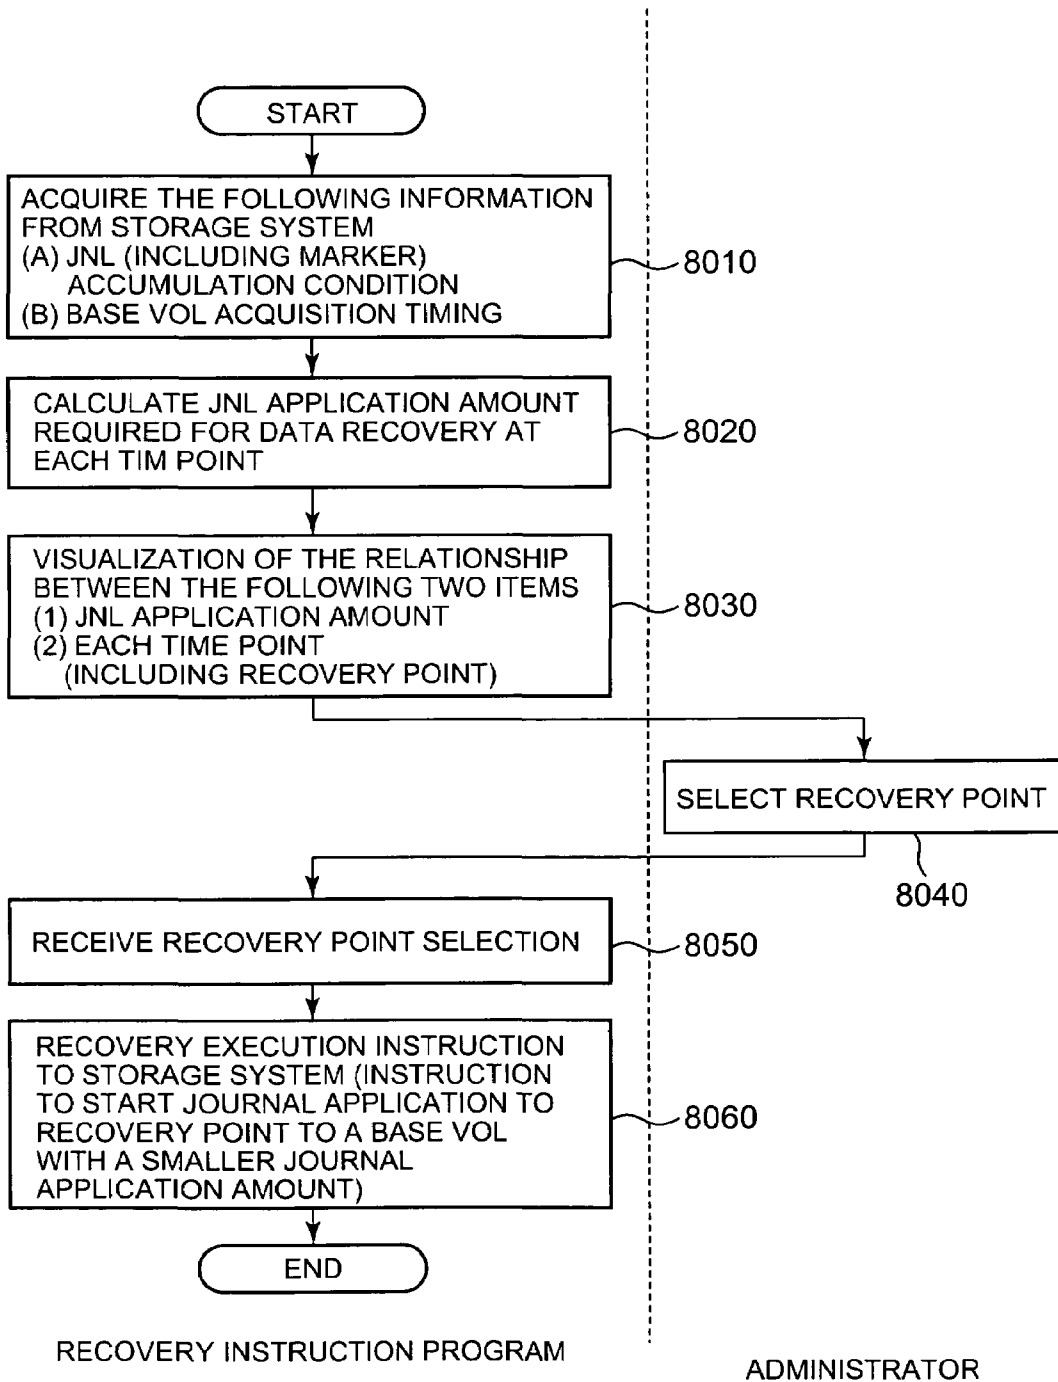 START
ACQUIRE THE FOLLOWING INFORMATION
FROM STORAGE SYSTEM
(A) JNL (INCLUDING MARKER)
ACCUMULATION CONDITION
(B) BASE VOL ACQUISITION TIMING
8010
CALCULATE JNL APPLICATION AMOUNT
REQUIRED FOR DATA RECOVERY AT
EACH TIM POINT
8020
VISUALIZATION OF THE RELATIONSHIP
BETWEEN THE FOLLOWING TWO ITEMS
(1) JNL APPLICATION AMOUNT
(2) EACH TIME POINT
(INCLUDING RECOVERY POINT)
8030
SELECT RECOVERY POINT
8040
RECEIVE RECOVERY POINT SELECTION
8050
RECOVERY EXECUTION INSTRUCTION
TO STORAGE SYSTEM (INSTRUCTION
TO START JOURNAL APPLICATION TO
RECOVERY POINT TO A BASE VOL
WITH A SMALLER JOURNAL
APPLICATION AMOUNT)
8060
END
RECOVERY INSTRUCTION PROGRAM
ADMINISTRATOR